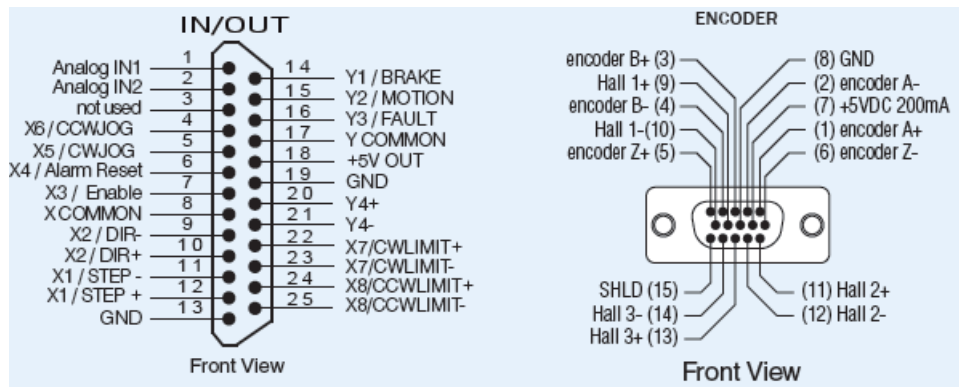 IN/OUT
1
Analog IN1
2
Analog IN2
3
not used
4
X6/CCWJOG
5
X5/CWJOG
6
X4/Alarm Reset
7
X3/ Enable
8
X COMMON
9
X2/DIR-
10
X2/DIR+
11
X1/STEP -
12
X1/STEP +
13
GND
14
Y1/BRAKE
15
Y2/MOTION
16
Y3/FAULT
17
Y COMMON
18
+5V OUT
19
GND
20
Y4+
21
Y4-
22
X7/CWLIMIT+
23
X7/CWLIMIT-
24
X8/CCWLIMIT+
25
X8/CCWLIMIT-
Front View
ENCODER
encoder B+ (3)
Hall 1+ (9)
encoder B- (4)
Hall 1-(10)
encoder Z+ (5)
(8) GND
(2) encoder A-
(7) +5VDC 200mA
(1) encoder A+
(6) encoder Z-
SHLD (15)
Hall 3- (14)
Hall 3+ (13)
(11) Hall 2+
(12) Hall 2-
Front View